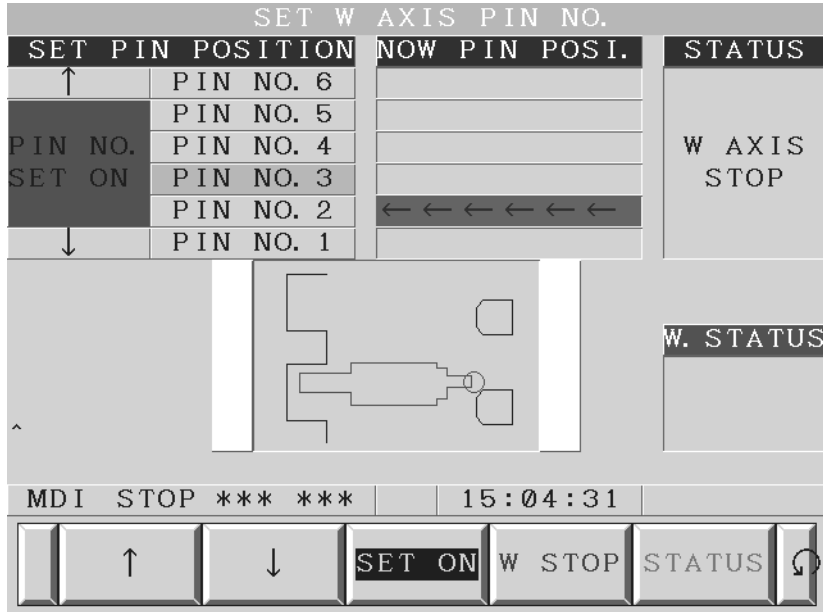 SET W AXIS PIN NO.
SET PIN POSITION NOW PIN POSI. STATUS
↑ PIN NO. 6
PIN NO. 5
PIN NO. PIN NO. 4 W AXIS
SET ON PIN NO. 3 STOP
PIN NO. 2 ← ← ← ← ← ←
↓ PIN NO. 1
W. STATUS
^
MDI STOP *** *** 15:04:31
↑ ↓ SET ON W STOP STATUS